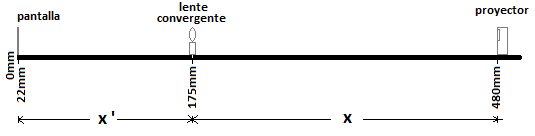 lente
convergente
pantalla
proyector
0mm
22mm
175mm
480mm
x'
x